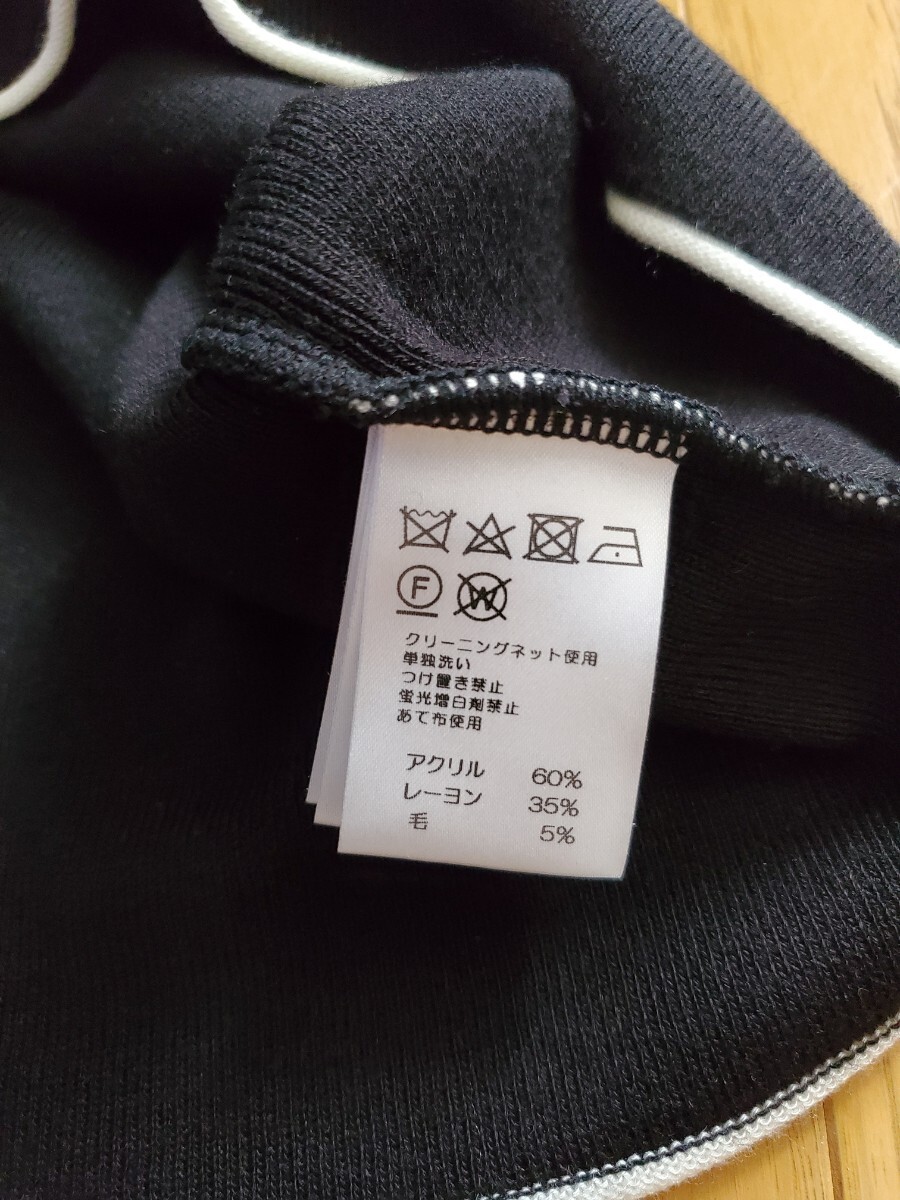 F W
クリーニングネット使用
単独洗い
つけ置き禁止
蛍光増白剤禁止
あて布使用
アクリル 60%
レーヨン 35%
毛 5%